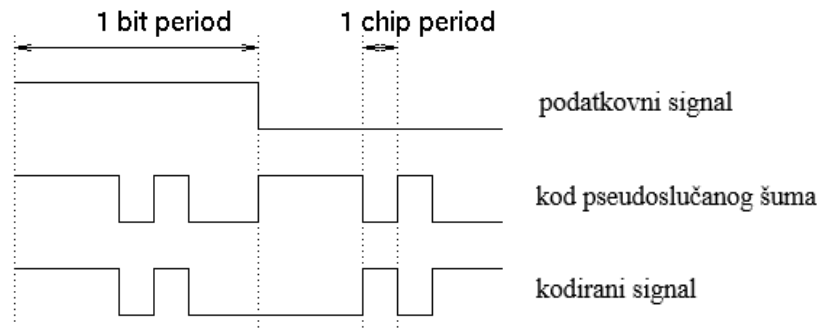 1 bit period 1 chip period
podatkovni signal
kod pseudoslučanog šuma
kodirani signal